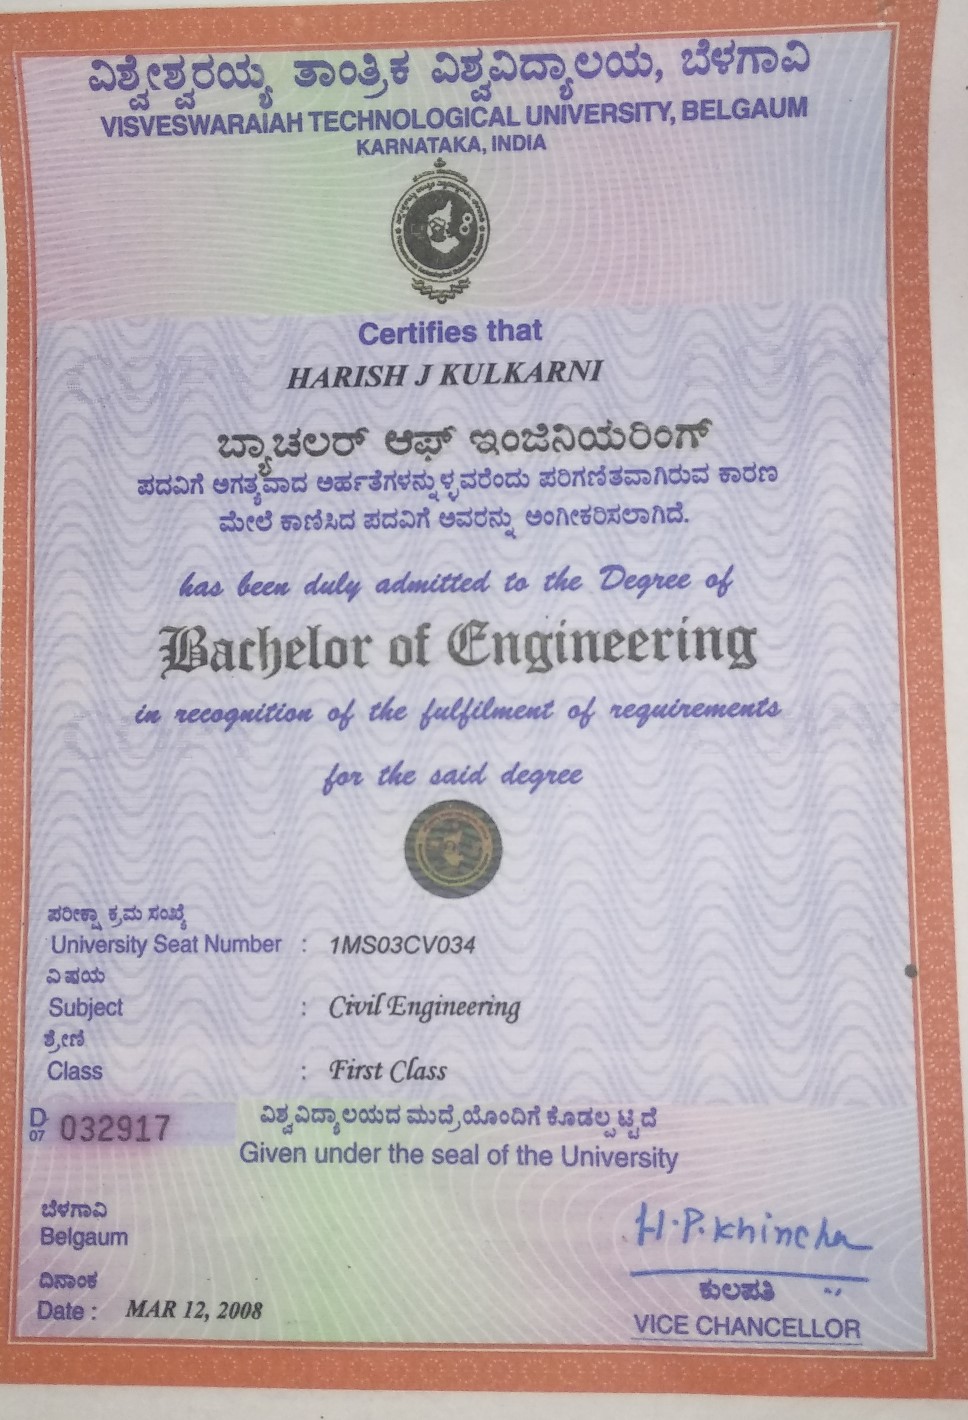 ವಿಶ್ವೇಶ್ವರಯ್ಯ ತಾಂತ್ರಿಕ ವಿಶ್ವವಿದ್ಯಾಲಯ, ಬೆಳಗಾವಿ
VISVESWARAIAH TECHNOLOGICAL UNIVERSITY, BELGAUM
KARNATAKA, INDIA
Certifies that
HARISH J KULKARNI
ಬ್ಯಾಚಲರ್ ಆಫ್ ಇಂಜಿನಿಯರಿಂಗ್
ಪದವಿಗೆ ಅಗತ್ಯವಾದ ಅರ್ಹತೆಗಳನ್ನುಳ್ಳವರೆಂದು ಪರಿಗಣಿತವಾಗಿರುವ ಕಾರಣ
ಮೇಲೆ ಕಾಣಿಸಿದ ಪದವಿಗೆ ಅವರನ್ನು ಅಂಗೀಕರಿಸಲಾಗಿದೆ.
has been duly admitted to the Degree of
Bachelor of Engineering
in recognition of the fulfilment of requirements
for the said degree
ಪರೀಕ್ಷಾ ಕ್ರಮ ಸಂಖ್ಯೆ
University Seat Number : 1MS03CV034
ವಿಷಯ
Subject : Civil Engineering
ಶ್ರೇಣಿ
Class : First Class
D 07 032917
ವಿಶ್ವವಿದ್ಯಾಲಯದ ಮುದ್ರೆಯೊಂದಿಗೆ ಕೊಡಲ್ಪಟ್ಟಿದೆ
Given under the seal of the University
ಬೆಳಗಾವಿ
Belgaum
H.P.Khincha
ದಿನಾಂಕ
ಕುಲಪತಿ
Date : MAR 12, 2008
VICE CHANCELLOR